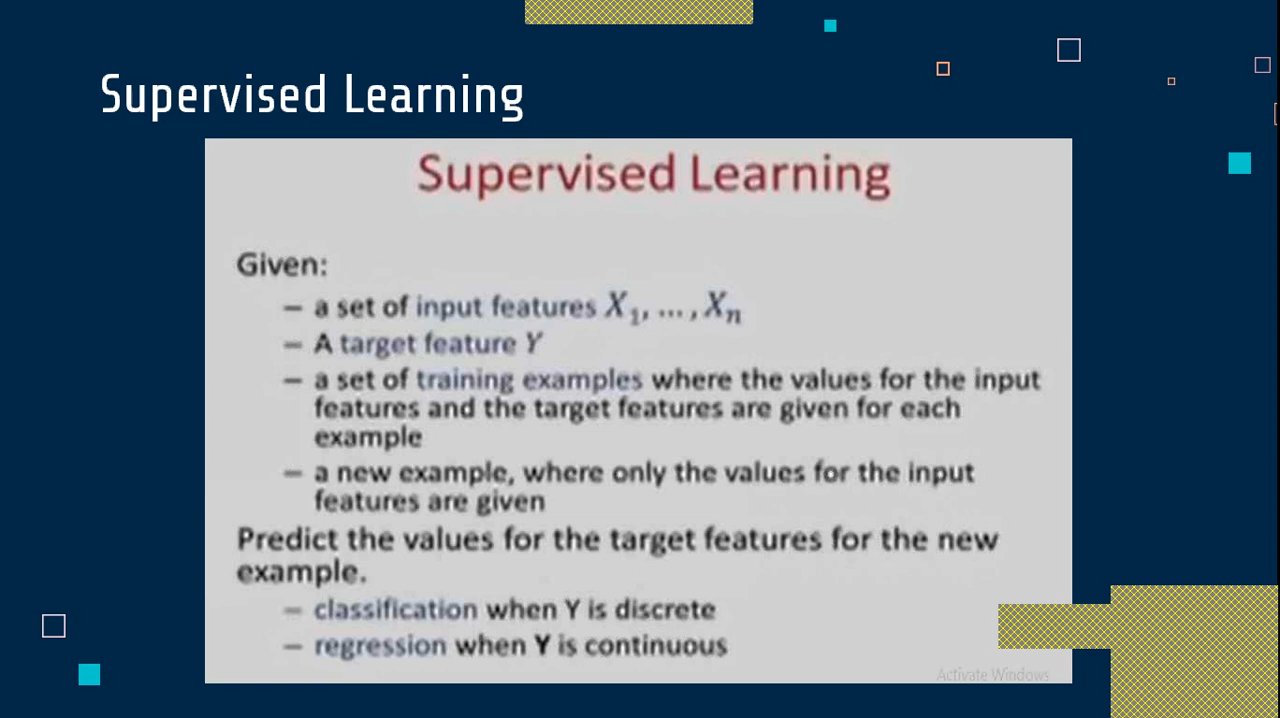 Supervised Learning
Supervised Learning
Given:
– a set of input features X₁, ... , Xₙ
– A target feature Y
– a set of training examples where the values for the input
features and the target features are given for each
example
– a new example, where only the values for the input
features are given
Predict the values for the target features for the new
example.
– classification when Y is discrete
– regression when Y is continuous
Activate Windows